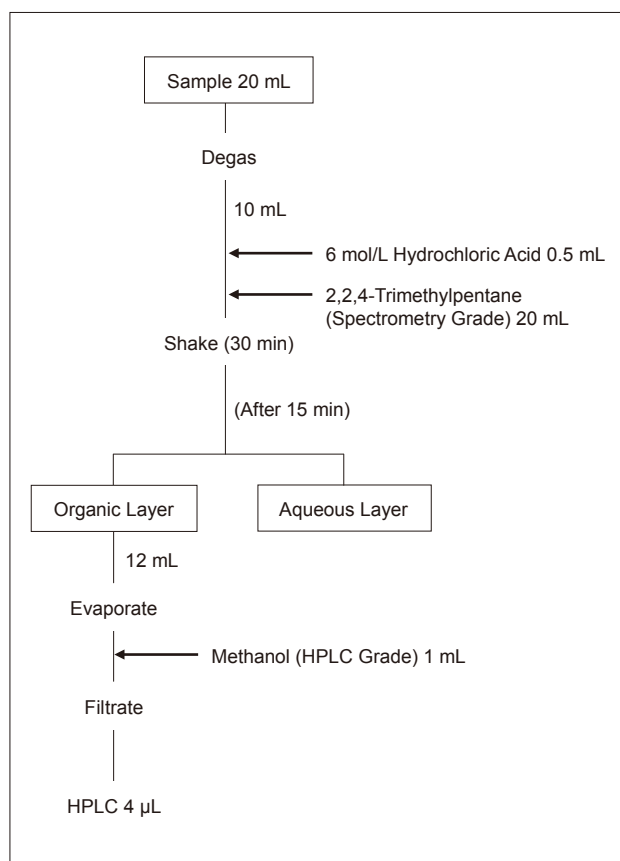 Sample 20 mL
Degas
10 mL
6 mol/L Hydrochloric Acid 0.5 mL
2,2,4-Trimethylpentane
(Spectrometry Grade) 20 mL
Shake (30 min)
(After 15 min)
Organic Layer
Aqueous Layer
12 mL
Evaporate
Methanol (HPLC Grade) 1 mL
Filtrate
HPLC 4 µL